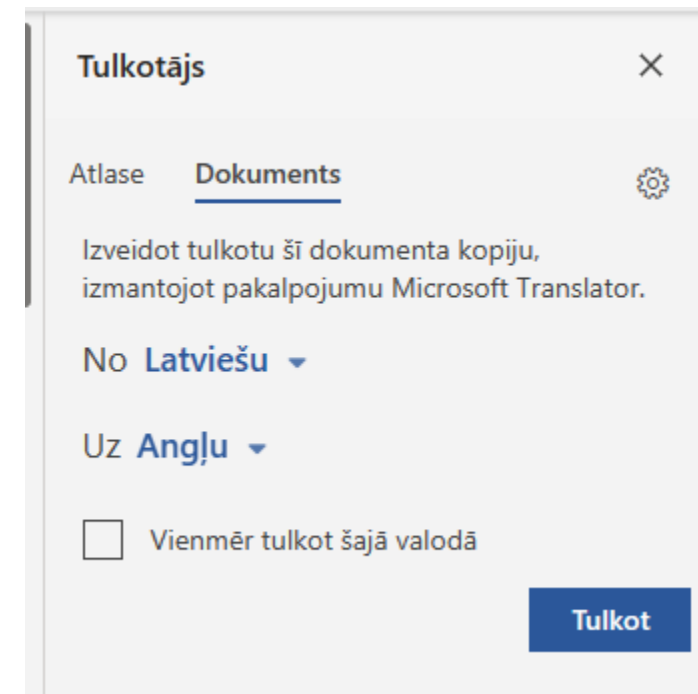 Tulkotājs
Atlase Dokuments
Izveidot tulkotu šī dokumenta kopiju,
izmantojot pakalpojumu Microsoft Translator.
No Latviešu
Uz Angļu
Vienmēr tulkot šajā valodā
Tulkot